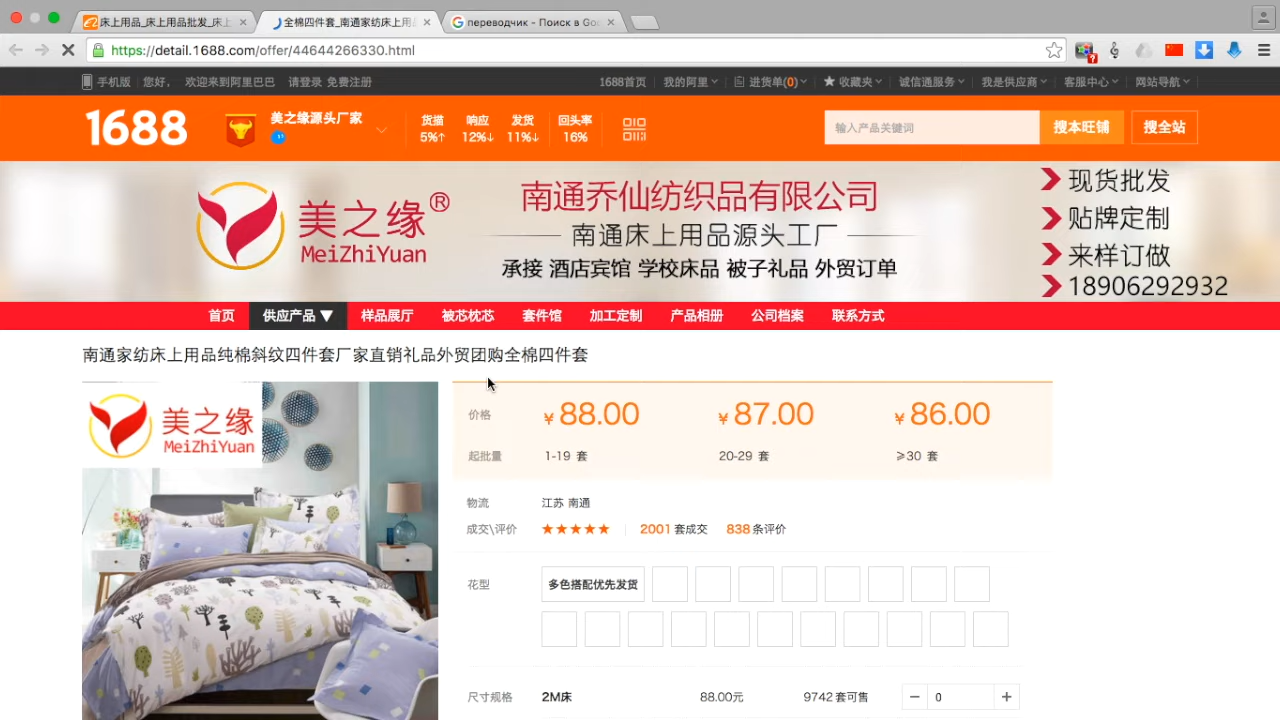 床上用品_床上用品批发_床上
全棉四件套_南通家纺床上用品
переводчик - Поиск в Goo
https://detail.1688.com/offer/44644266330.html
手机版 您好， 欢迎来到阿里巴巴 请登录 免费注册 1688首页 我的阿里 进货单(0) 收藏夹 诚信通服务 我是供应商 客服中心 网站导航
1688 美之缘源头厂家
货描 响应 发货 回头率
5%↑ 12%↓ 11%↓ 16%
输入产品关键词 搜本旺铺 搜全站
美之缘®
MeiZhiYuan
南通乔仙纺织品有限公司
南通床上用品源头工厂
承接 酒店宾馆 学校床品 被子礼品 外贸订单
现货批发
贴牌定制
来样订做
18906292932
首页 供应产品▼ 样品展厅 被芯枕芯 套件馆 加工定制 产品相册 公司档案 联系方式
南通家纺床上用品纯棉斜纹四件套厂家直销礼品外贸团购全棉四件套
美之缘
MeiZhiYuan
价格 ¥88.00 ¥87.00 ¥86.00
起批量 1-19 套 20-29 套 ≥30 套
物流 江苏 南通
成交\评价 ★★★★★ 2001 套成交 838 条评价
花型 多色搭配优先发货
尺寸规格 2M床 88.00元 9742 套可售 − 0 +